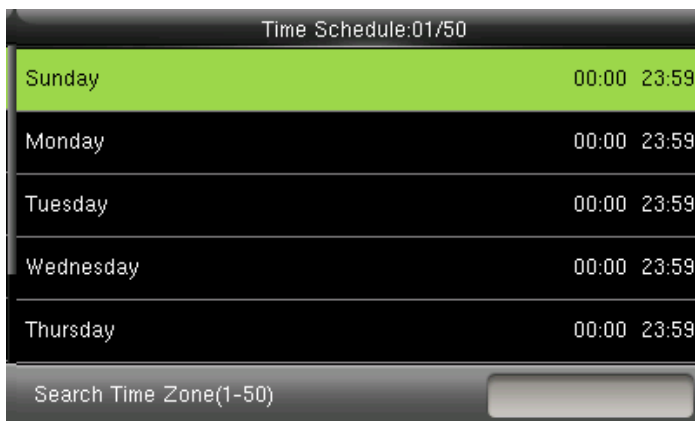 Time Schedule:01/50
Sunday 00:00 23:59
Monday 00:00 23:59
Tuesday 00:00 23:59
Wednesday 00:00 23:59
Thursday 00:00 23:59
Search Time Zone(1-50)